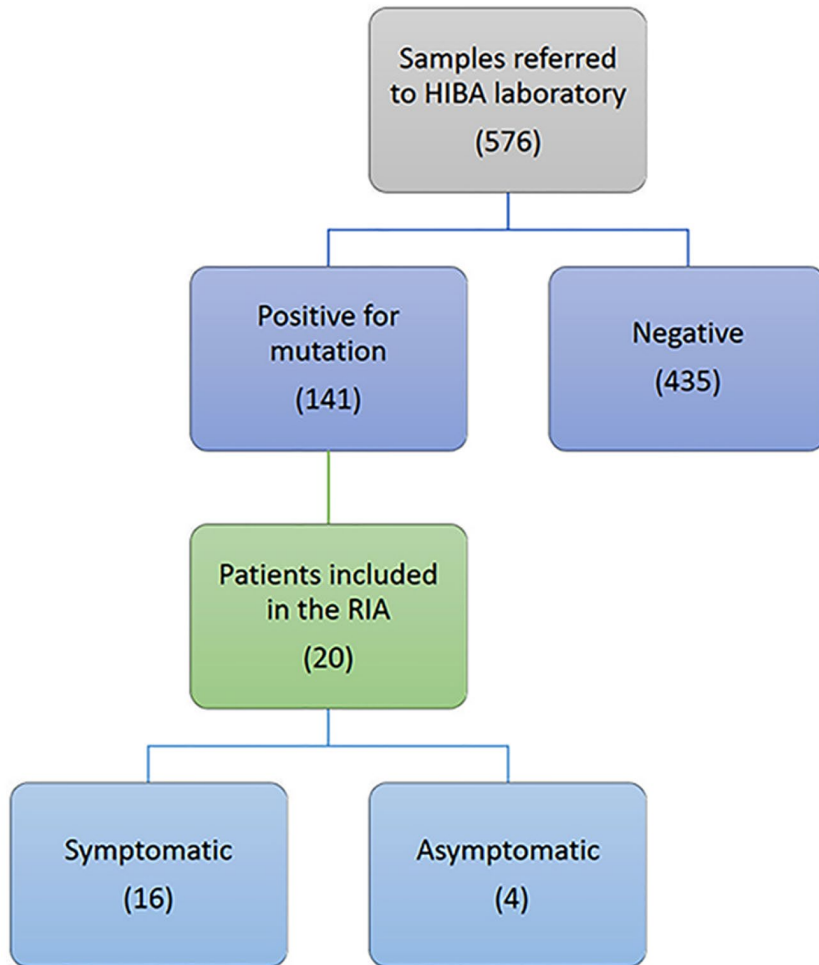 Samples referred
to HIBA laboratory
(576)
Positive for
mutation
(141)
Negative
(435)
Patients included
in the RIA
(20)
Symptomatic
(16)
Asymptomatic
(4)